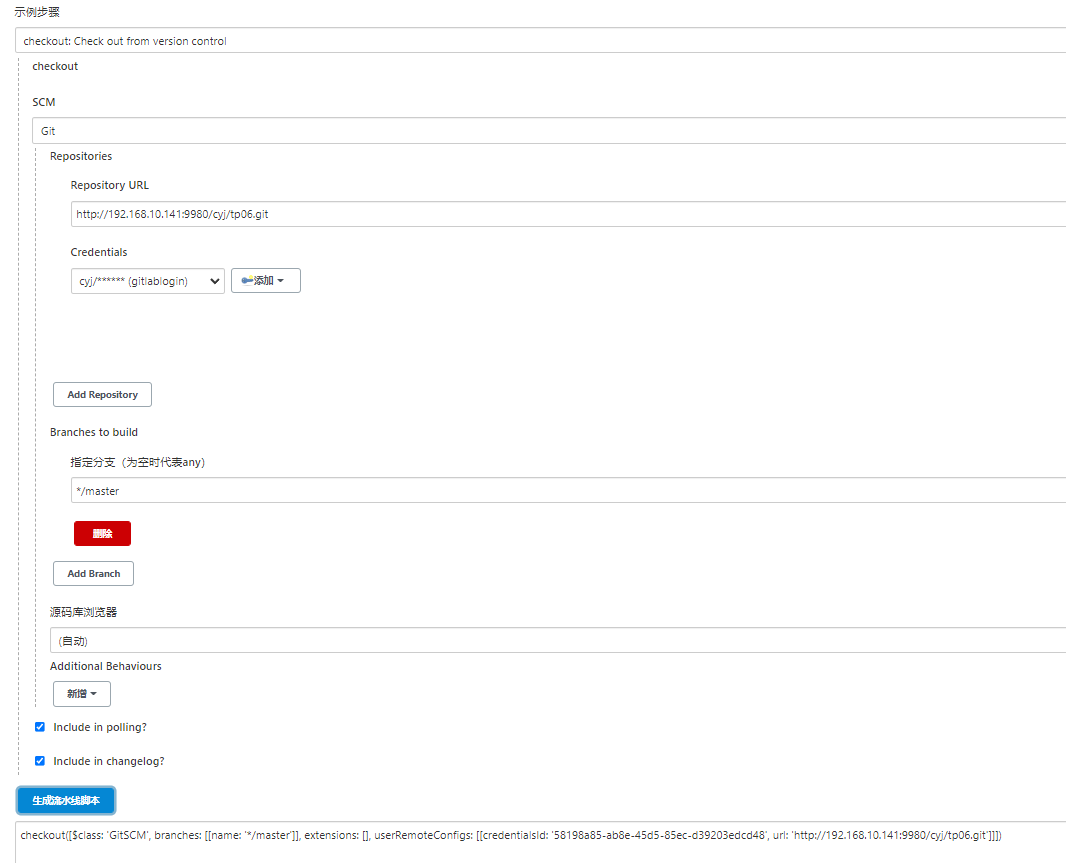 示例步骤
checkout: Check out from version control
checkout
SCM
Git
Repositories
Repository URL
http://192.168.10.141:9980/cyj/tp06.git
Credentials
cyj/****** (gitlablogin) 添加
Add Repository
Branches to build
指定分支（为空时代表any）
*/master
删除
Add Branch
源码库浏览器
(自动)
Additional Behaviours
新增
Include in polling?
Include in changelog?
生成流水线脚本
checkout([$class: 'GitSCM', branches: [[name: '*/master']], extensions: [], userRemoteConfigs: [[credentialsId: '58198a85-ab8e-45d5-85ec-d39203edcd48', url: 'http://192.168.10.141:9980/cyj/tp06.git']]])